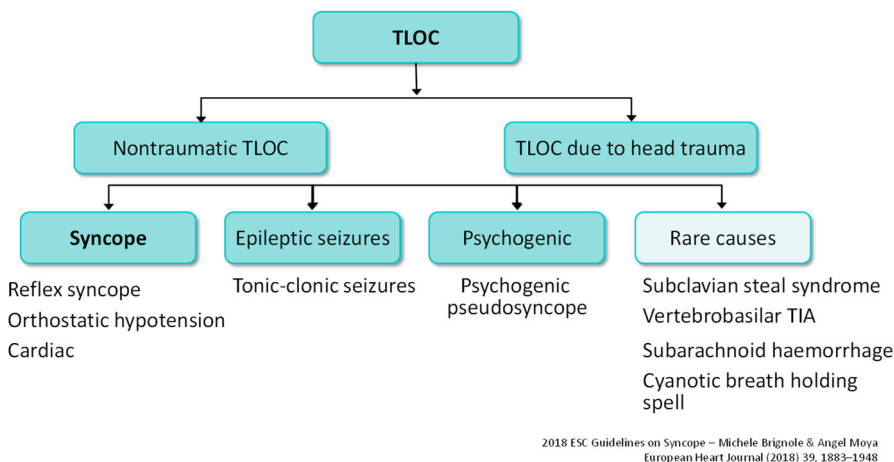 TLOC
Nontraumatic TLOC
TLOC due to head trauma
Syncope
Epileptic seizures
Psychogenic
Rare causes
Reflex syncope
Orthostatic hypotension
Cardiac
Tonic-clonic seizures
Psychogenic
pseudosyncope
Subclavian steal syndrome
Vertebrobasilar TIA
Subarachnoid haemorrhage
Cyanotic breath holding
spell
2018 ESC Guidelines on Syncope – Michele Brignole & Angel Moya
European Heart Journal (2018) 39, 1883–1948